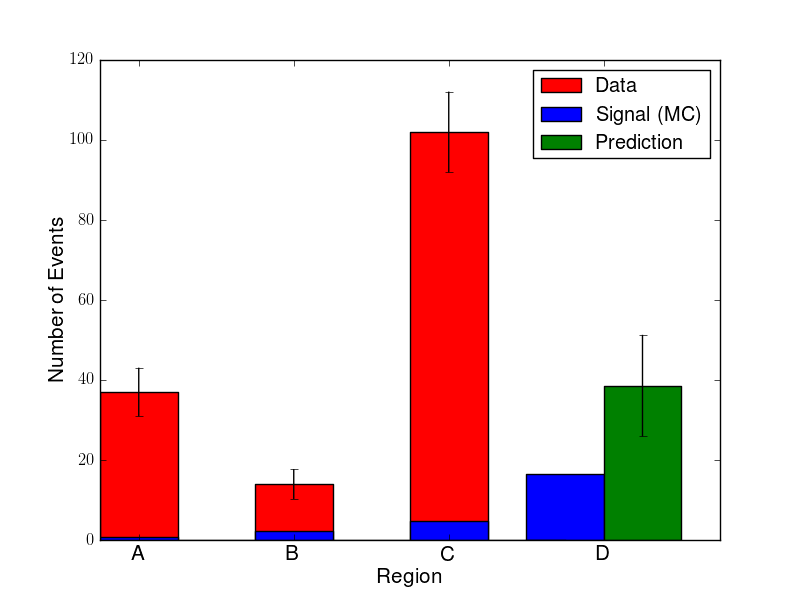 120
100
80
60
40
20
0
Number of Events
Data
Signal (MC)
Prediction
A
B
C
D
Region